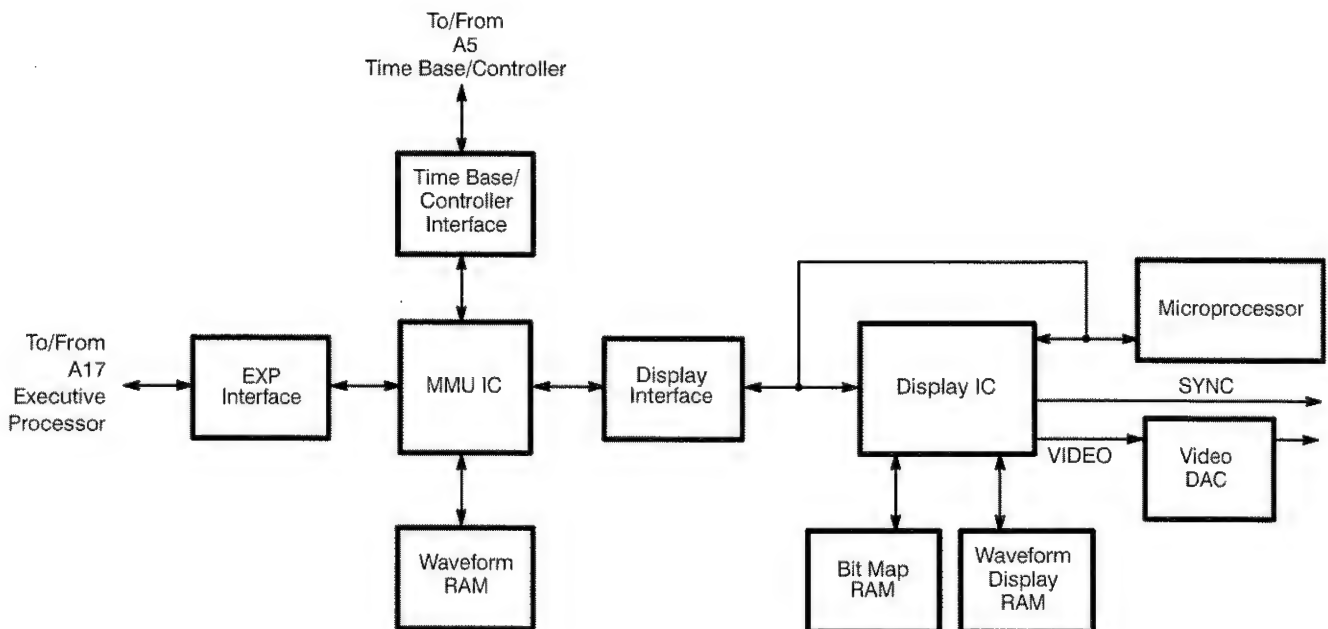 To/From
A5
Time Base/Controller
Time Base/
Controller
Interface
To/From
A17
Executive
Processor
EXP
Interface
MMU IC
Display
Interface
Display IC
Microprocessor
SYNC
VIDEO
Video
DAC
Waveform
RAM
Bit Map
RAM
Waveform
Display
RAM